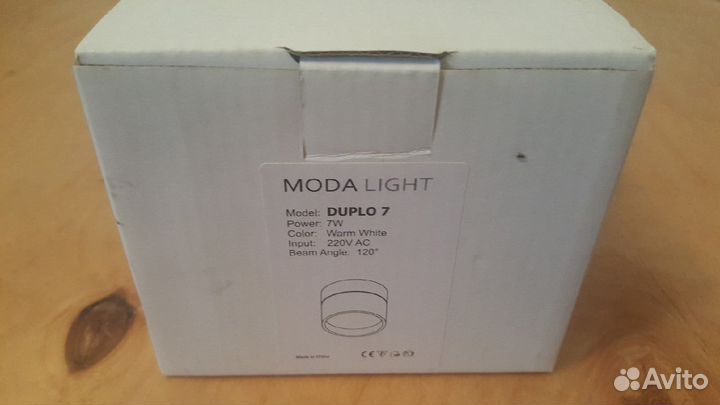 MODA LIGHT
Model: DUPLO 7
Power: 7W
Color: Warm White
Input: 220V AC
Beam Angle: 120°
Made in China
CE
Avito